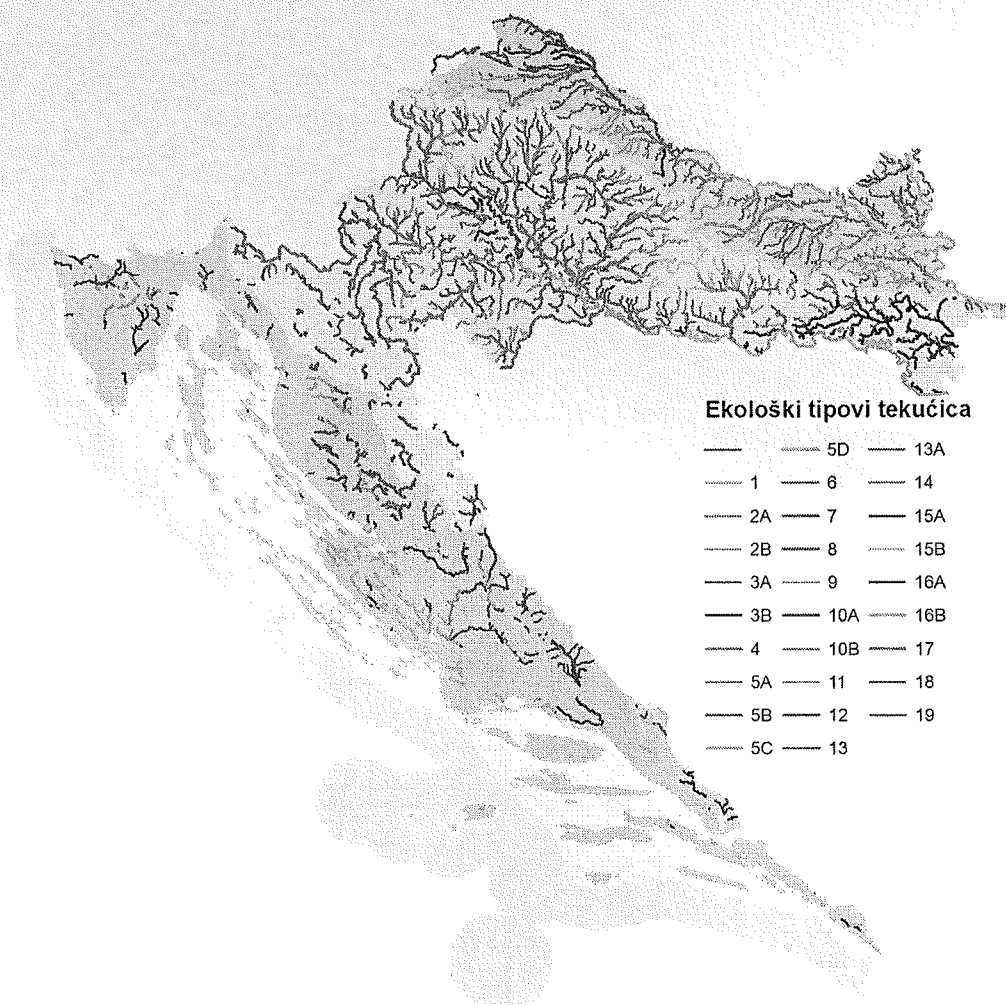 Ekološki tipovi tekućica
5D 13A
1 6 14
2A 7 15A
2B 8 15B
3A 9 16A
3B 10A 16B
4 10B 17
5A 11 18
5B 12 19
5C 13